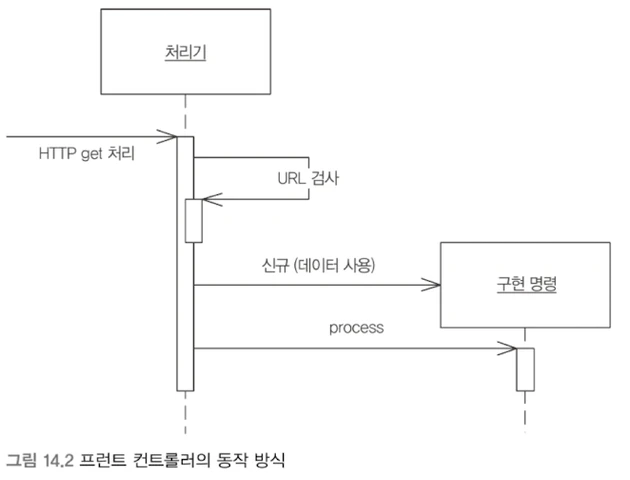 처리기
HTTP get 처리
URL 검사
신규 (데이터 사용)
구현 명령
process
그림 14.2 프런트 컨트롤러의 동작 방식